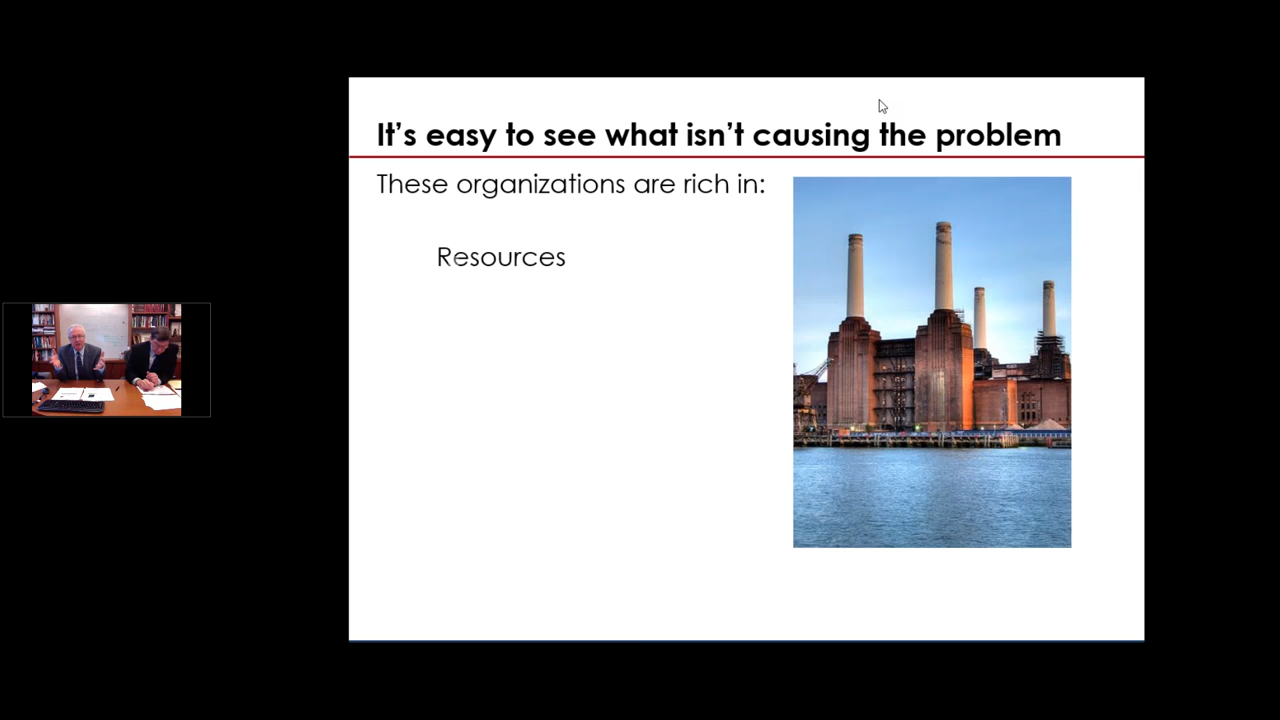 It's easy to see what isn't causing the problem
These organizations are rich in:
Resources